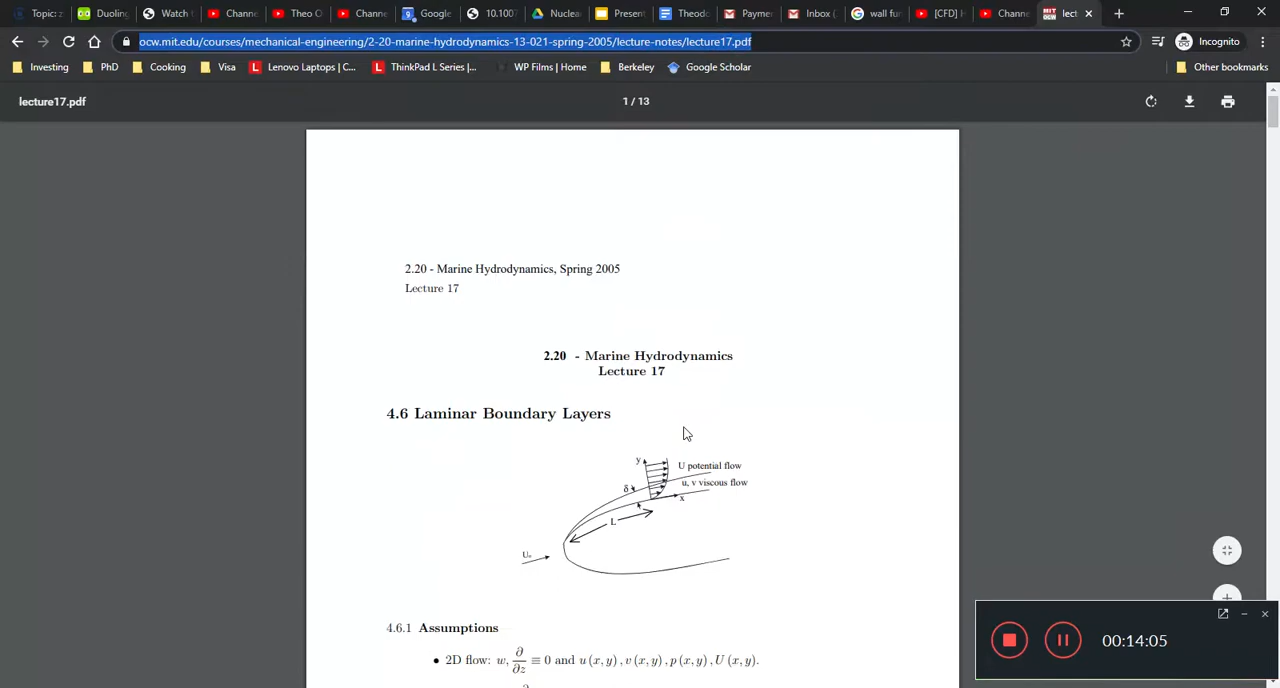 Topic: z
Duoling
Watch t
Channe
Theo O
Channe
Google
10.1007
Nuclea
Present
Theodo
Paymen
Inbox (
wall fu
[CFD] H
Channe
lect
ocw.mit.edu/courses/mechanical-engineering/2-20-marine-hydrodynamics-13-021-spring-2005/lecture-notes/lecture17.pdf
Incognito
Investing
PhD
Cooking
Visa
Lenovo Laptops | C...
ThinkPad L Series |...
WP Films | Home
Berkeley
Google Scholar
Other bookmarks
lecture17.pdf
1 / 13
2.20 - Marine Hydrodynamics, Spring 2005
Lecture 17
2.20 - Marine Hydrodynamics
Lecture 17
4.6 Laminar Boundary Layers
y
U potential flow
δ
u, v viscous flow
x
L
Uₒ
4.6.1 Assumptions
• 2D flow: w, ∂/∂z ≡ 0 and u (x, y) , v (x, y) , p (x, y) , U (x, y).
00:14:05